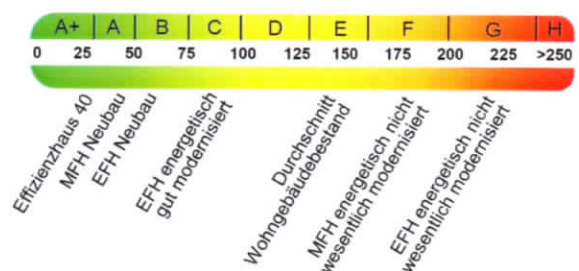 A+ A B C D E F G H
0 25 50 75 100 125 150 175 200 225 >250
Effizienzhaus 40
MFH Neubau
EFH Neubau
EFH energetisch
gut modernisiert
Durchschnitt
Wohngebäudebestand
MFH energetisch nicht
wesentlich modernisiert
EFH energetisch nicht
wesentlich modernisiert